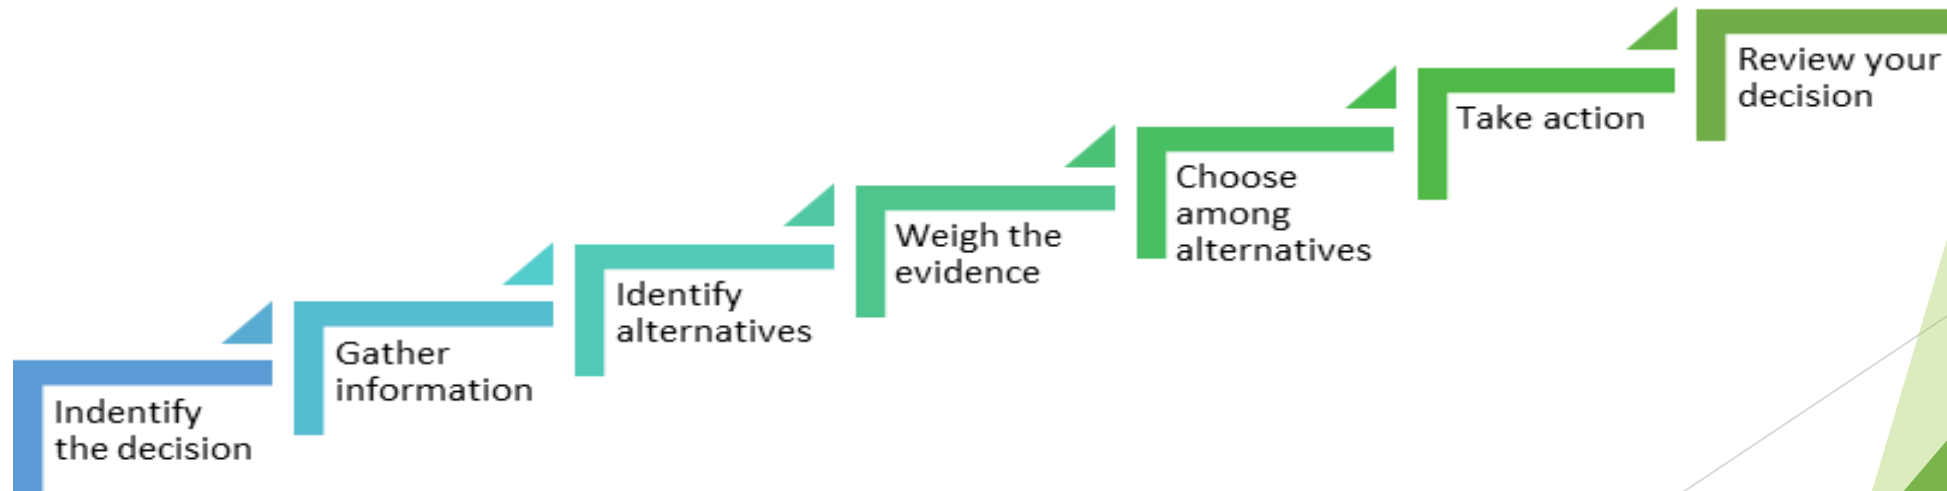 Indentify
the decision
Gather
information
Identify
alternatives
Weigh the
evidence
Choose
among
alternatives
Take action
Review your
decision